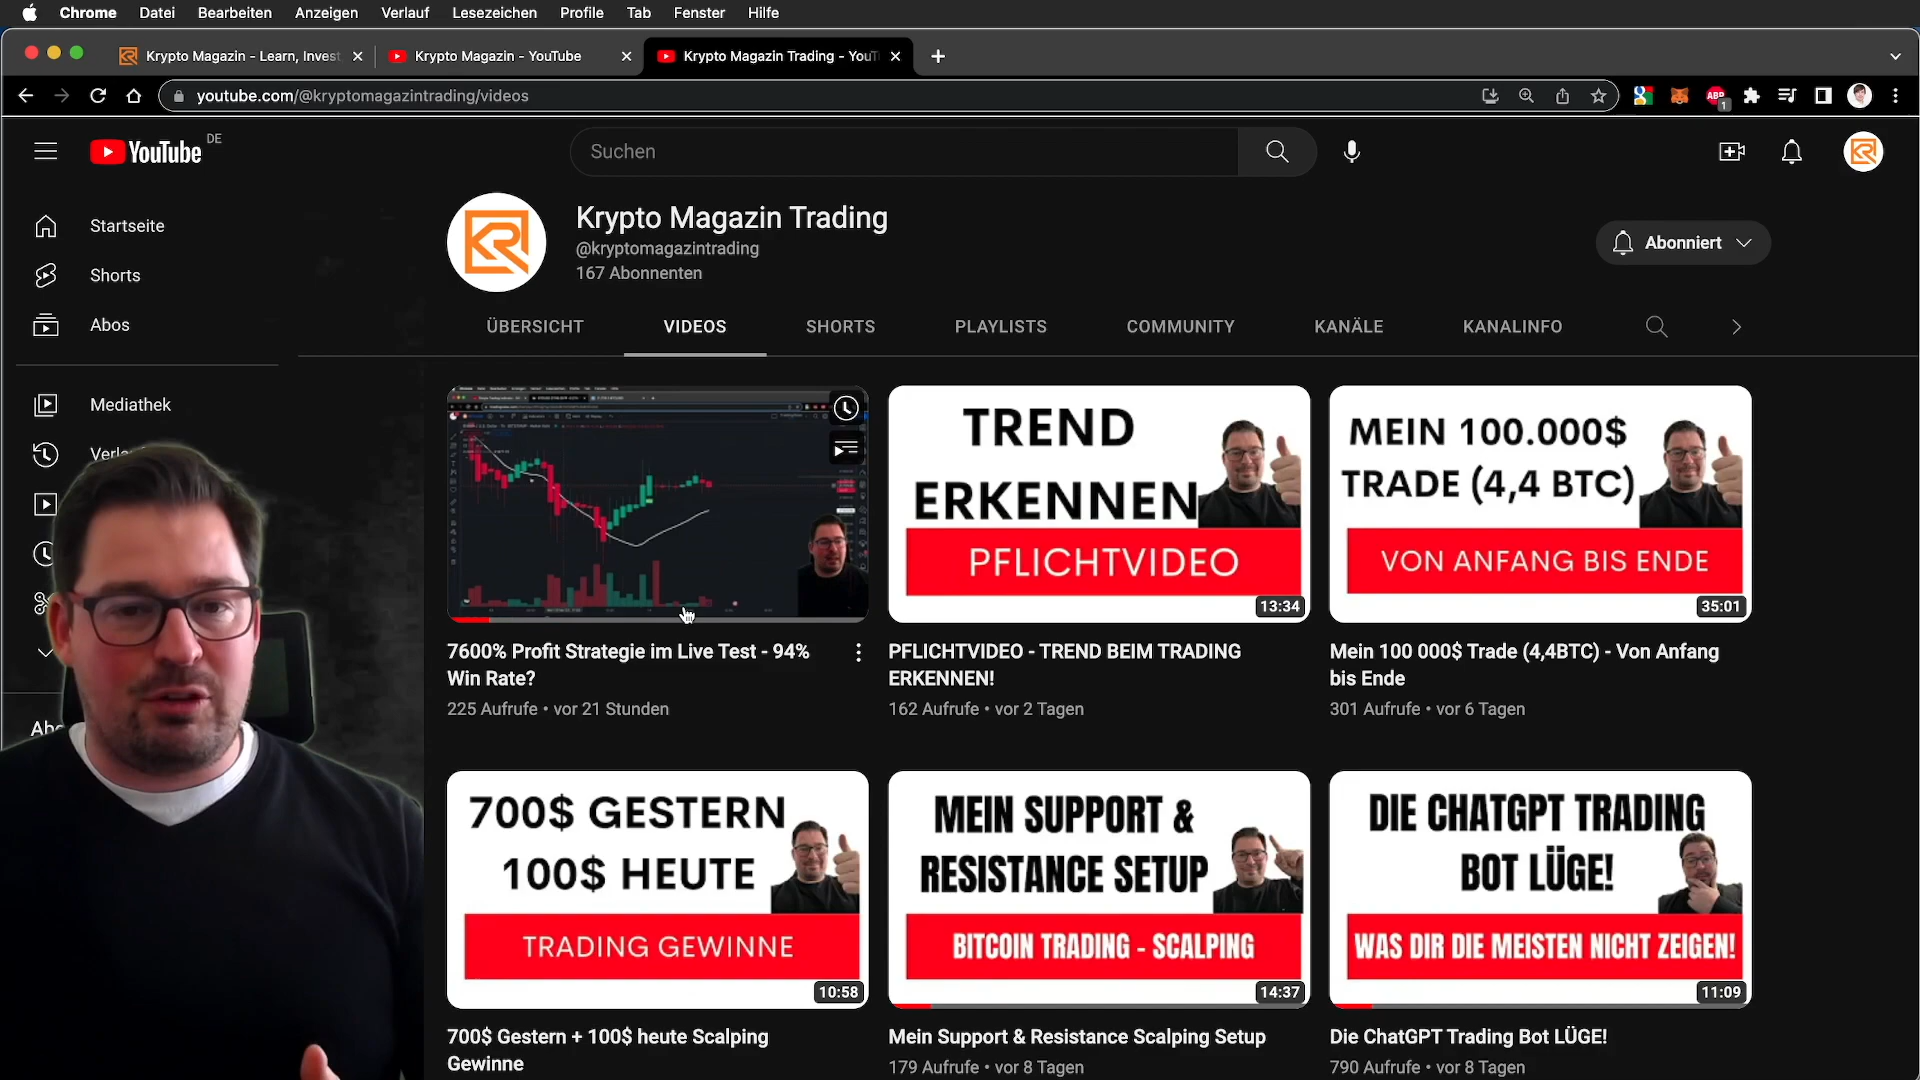 Chrome Datei Bearbeiten Anzeigen Verlauf Lesezeichen Profile Tab Fenster Hilfe
Krypto Magazin - Learn, Invest
Krypto Magazin - YouTube
Krypto Magazin Trading - YouT
youtube.com/@kryptomagazintrading/videos
ABP
1
YouTube
DE
Suchen
Startseite
Shorts
Abos
Mediathek
Krypto Magazin Trading
@kryptomagazintrading
167 Abonnenten
Abonniert
ÜBERSICHT VIDEOS SHORTS PLAYLISTS COMMUNITY KANÄLE KANALINFO
7600% Profit Strategie im Live Test - 94%
Win Rate?
225 Aufrufe • vor 21 Stunden
TREND
ERKENNEN
PFLICHTVIDEO
13:34
PFLICHTVIDEO - TREND BEIM TRADING
ERKENNEN!
162 Aufrufe • vor 2 Tagen
MEIN 100.000$
TRADE (4,4 BTC)
VON ANFANG BIS ENDE
35:01
Mein 100 000$ Trade (4,4BTC) - Von Anfang
bis Ende
301 Aufrufe • vor 6 Tagen
700$ GESTERN
100$ HEUTE
TRADING GEWINNE
10:58
700$ Gestern + 100$ heute Scalping
Gewinne
MEIN SUPPORT &
RESISTANCE SETUP
BITCOIN TRADING - SCALPING
14:37
Mein Support & Resistance Scalping Setup
179 Aufrufe • vor 8 Tagen
DIE CHATGPT TRADING
BOT LÜGE!
WAS DIR DIE MEISTEN NICHT ZEIGEN!
11:09
Die ChatGPT Trading Bot LÜGE!
790 Aufrufe • vor 8 Tagen